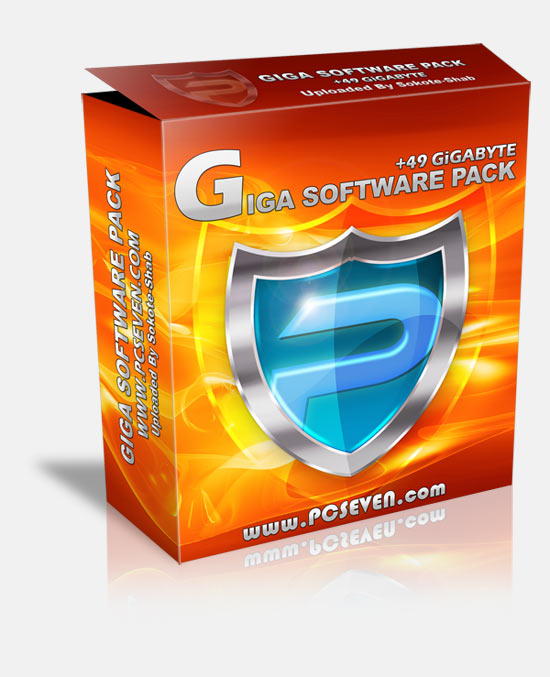 GIGA SOFTWARE PACK
+49 GiGABYTE
Uploaded By Sokote-Shab
+49 GiGABYTE
GIGA SOFTWARE PACK
GIGA SOFTWARE PACK
WWW.PCSEVEN.COM
Uploaded By Sokote-Shab
www.PCSEVEN.com